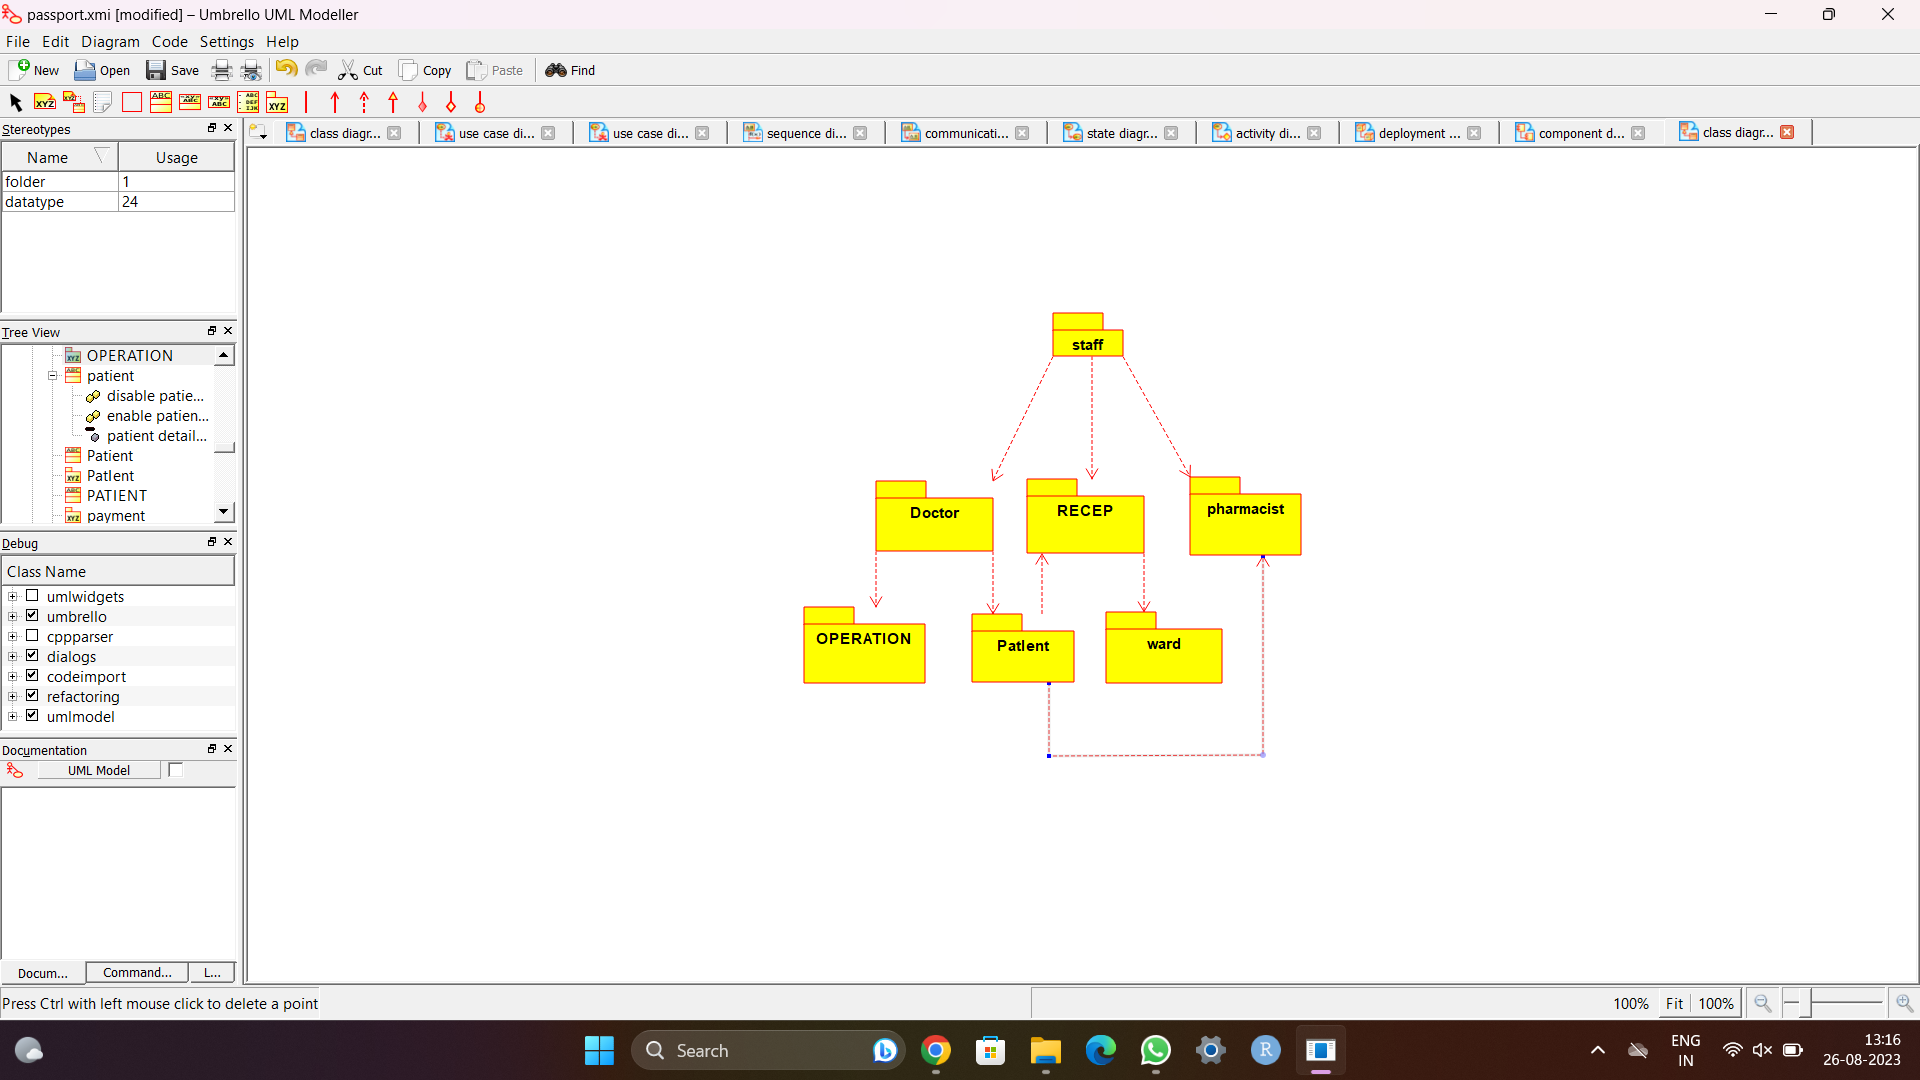 passport.xmi [modified] – Umbrello UML Modeller
File Edit Diagram Code Settings Help
New Open Save Cut Copy Paste Find
Stereotypes
Name Usage
folder 1
datatype 24
class diagr... use case di... use case di... sequence di... communicati... state diagr... activity di... deployment ... component d... class diagr...
Tree View
OPERATION
patient
disable patie...
enable patien...
patient detail...
Patient
PatIent
PATIENT
payment
Debug
Class Name
umlwidgets
umbrello
cppparser
dialogs
codeimport
refactoring
umlmodel
Documentation
UML Model
Docum... Command... L...
staff
Doctor RECEP pharmacist
OPERATION PatIent ward
Press Ctrl with left mouse click to delete a point
100% Fit 100%
Search
ENG
IN
13:16
26-08-2023